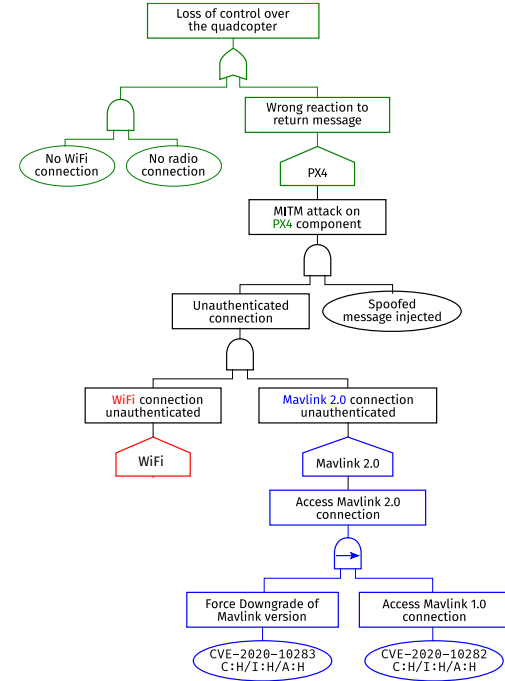 Loss of control over
the quadcopter
Wrong reaction to
return message
No WiFi
connection
No radio
connection
PX4
MITM attack on
PX4 component
Unauthenticated
connection
Spoofed
message injected
WiFi connection
unauthenticated
Mavlink 2.0 connection
unauthenticated
WiFi
Mavlink 2.0
Access Mavlink 2.0
connection
Force Downgrade of
Mavlink version
Access Mavlink 1.0
connection
CVE-2020-10283
C:H/I:H/A:H
CVE-2020-10282
C:H/I:H/A:H